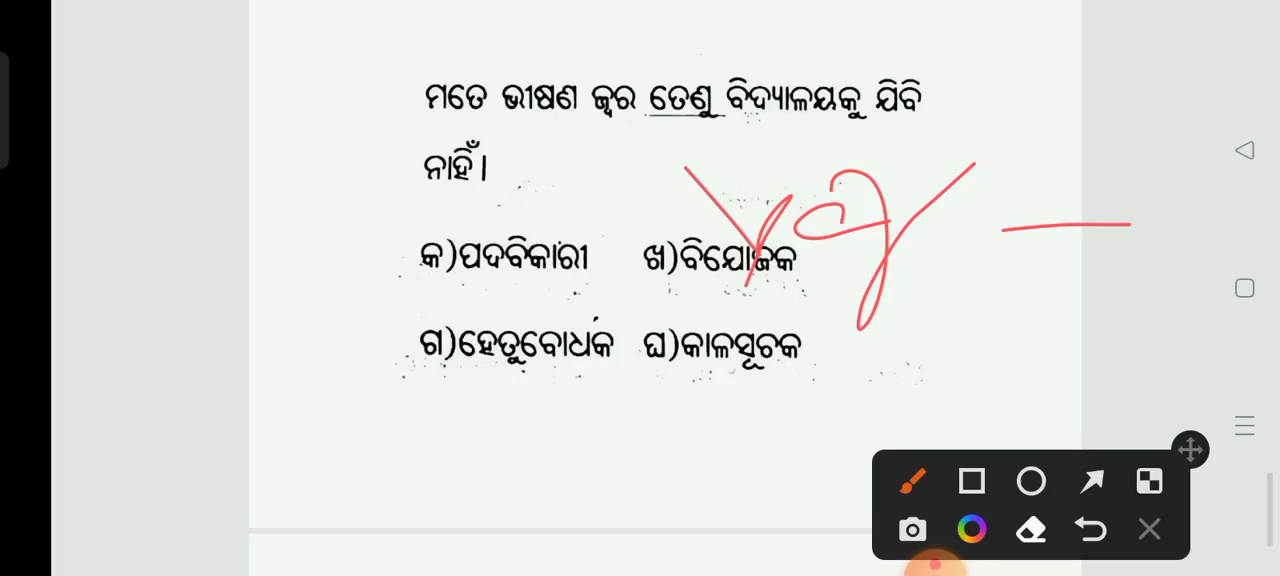 ମତେ ଭୀଷଣ ଜ୍ୱର ତେଣୁ ବିଦ୍ୟାଳୟକୁ ଯିବି
ନାହିଁ।
କ)ପଦବିକାରୀ ଖ)ବିଯୋଜକ
ଗ)ହେତୁବୋଧକ ଘ)କାଳସୂଚକ